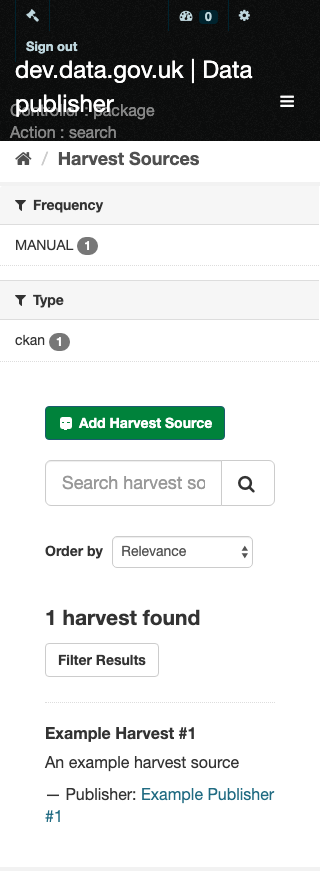 0
Sign out
dev.data.gov.uk | Data
publisher
Controller : package
Action : search
/ Harvest Sources
Frequency
MANUAL 1
Type
ckan 1
Add Harvest Source
Search harvest so
Order by Relevance
1 harvest found
Filter Results
Example Harvest #1
An example harvest source
— Publisher: Example Publisher
#1